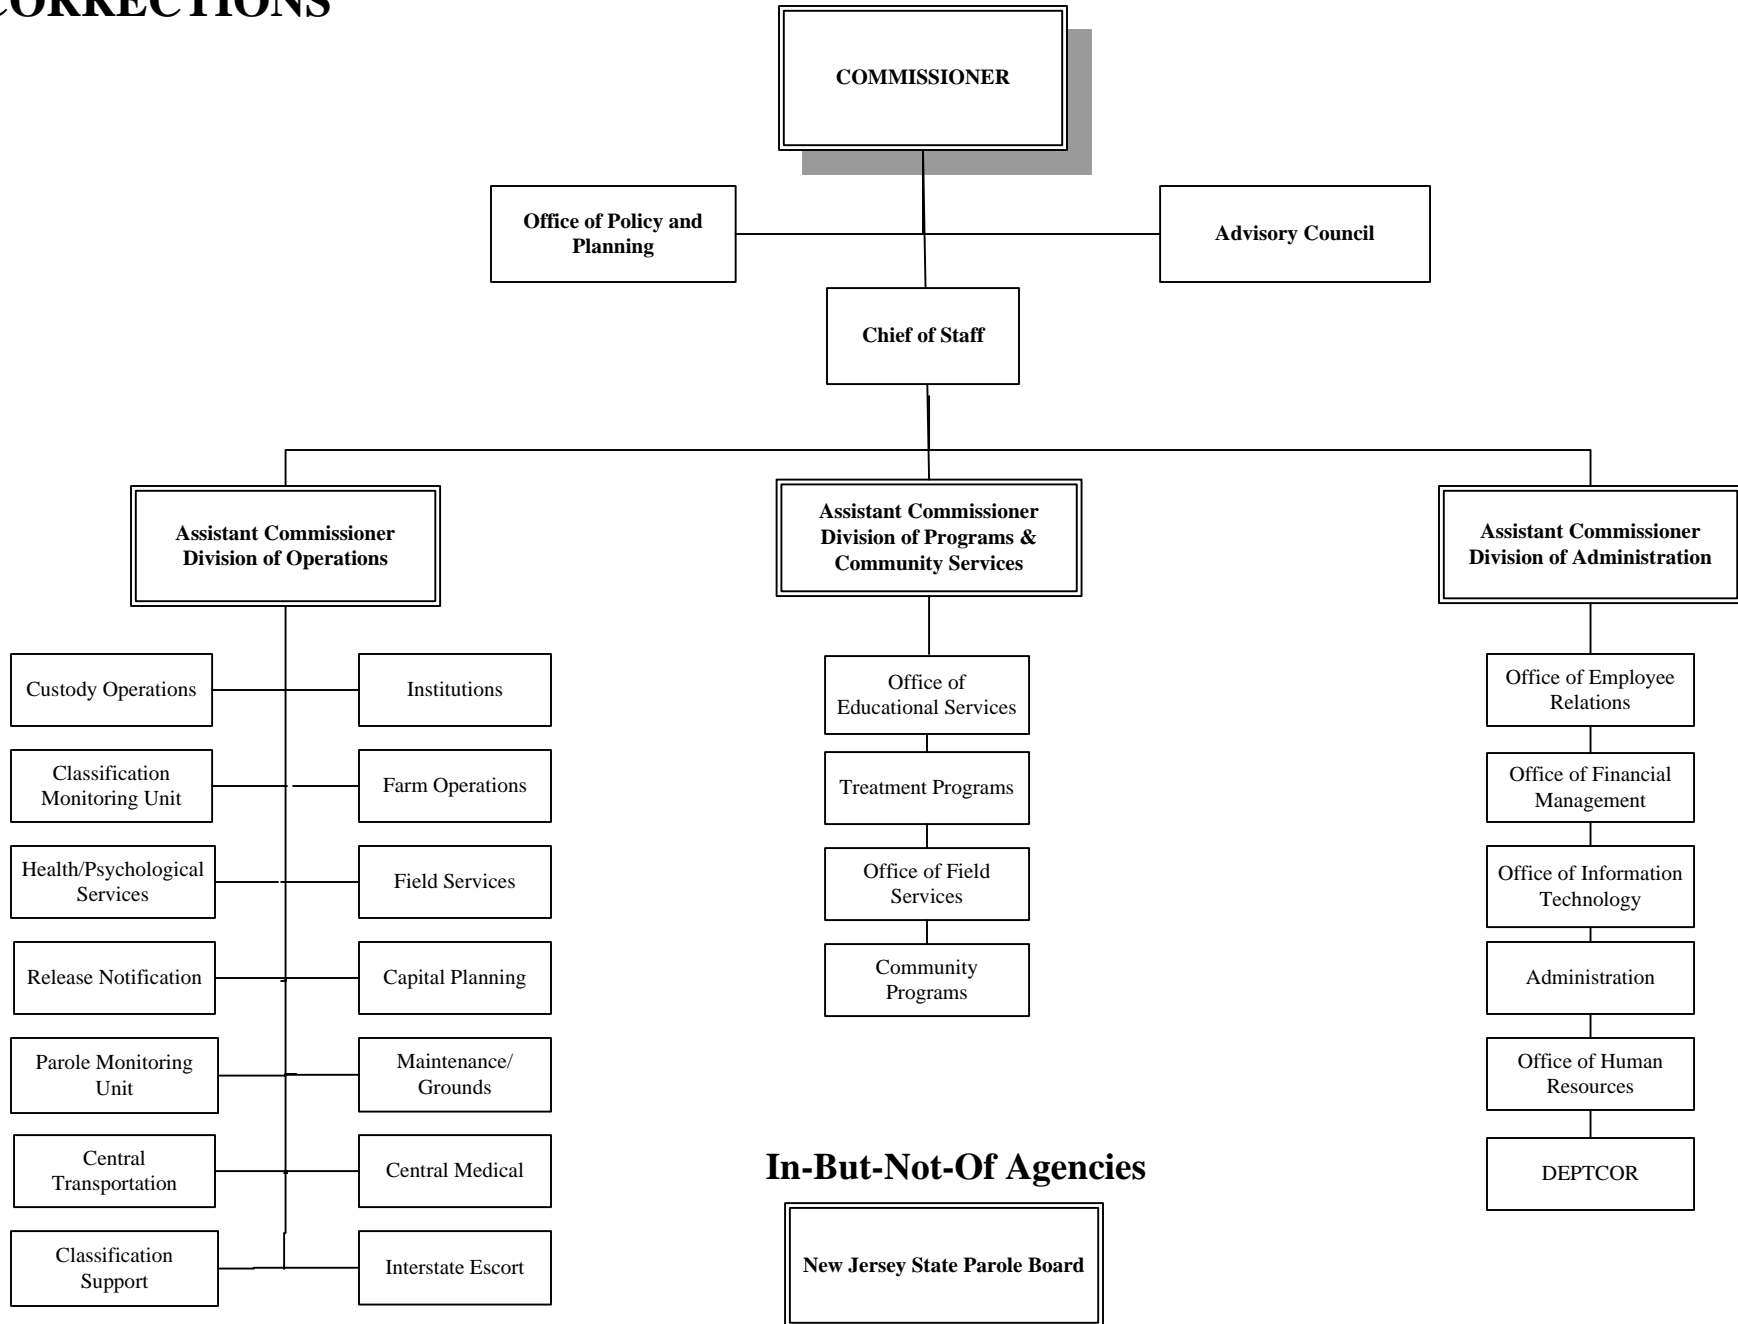 CORRECTIONS
COMMISSIONER
Office of Policy and
Planning
Advisory Council
Chief of Staff
Assistant Commissioner
Division of Operations
Assistant Commissioner
Division of Programs &
Community Services
Assistant Commissioner
Division of Administration
Custody Operations
Institutions
Classification
Monitoring Unit
Farm Operations
Health/Psychological
Services
Field Services
Release Notification
Capital Planning
Parole Monitoring
Unit
Maintenance/
Grounds
Central
Transportation
Central Medical
Classification
Support
Interstate Escort
Office of
Educational Services
Treatment Programs
Office of Field
Services
Community
Programs
Office of Employee
Relations
Office of Financial
Management
Office of Information
Technology
Administration
Office of Human
Resources
DEPTCOR
In-But-Not-Of Agencies
New Jersey State Parole Board